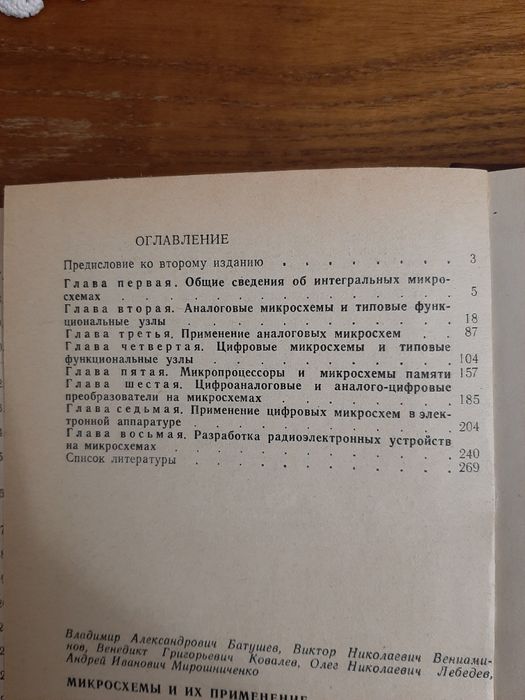 ОГЛАВЛЕНИЕ
Предисловие ко второму изданию . . . . . . . . 3
Глава первая. Общие сведения об интегральных микро-
схемах . . . . . . . . . . . . 5
Глава вторая. Аналоговые микросхемы и типовые функ-
циональные узлы . . . . . . . . . . 18
Глава третья. Применение аналоговых микросхем . . 87
Глава четвертая. Цифровые микросхемы и типовые
функциональные узлы . . . . . . . . . . 104
Глава пятая. Микропроцессоры и микросхемы памяти 157
Глава шестая. Цифроаналоговые и аналого-цифровые
преобразователи на микросхемах . . . . . . . 185
Глава седьмая. Применение цифровых микросхем в элек-
тронной аппаратуре . . . . . . . . . . 204
Глава восьмая. Разработка радиоэлектронных устройств
на микросхемах . . . . . . . . . . . 240
Список литературы . . . . . . . . . . 269
Владимир Александрович Батушев, Виктор Николаевич Вениами-
нов, Венедикт Григорьевич Ковалев, Олег Николаевич Лебедев,
Андрей Иванович Мирошниченко
МИКРОСХЕМЫ И ИХ ПРИМЕНЕНИЕ